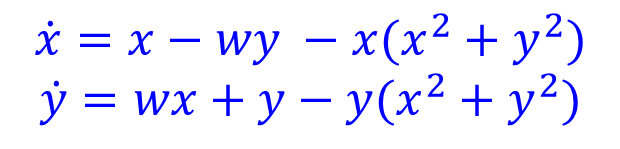 ẋ = x − wy − x(x² + y²)
ẏ = wx + y − y(x² + y²)